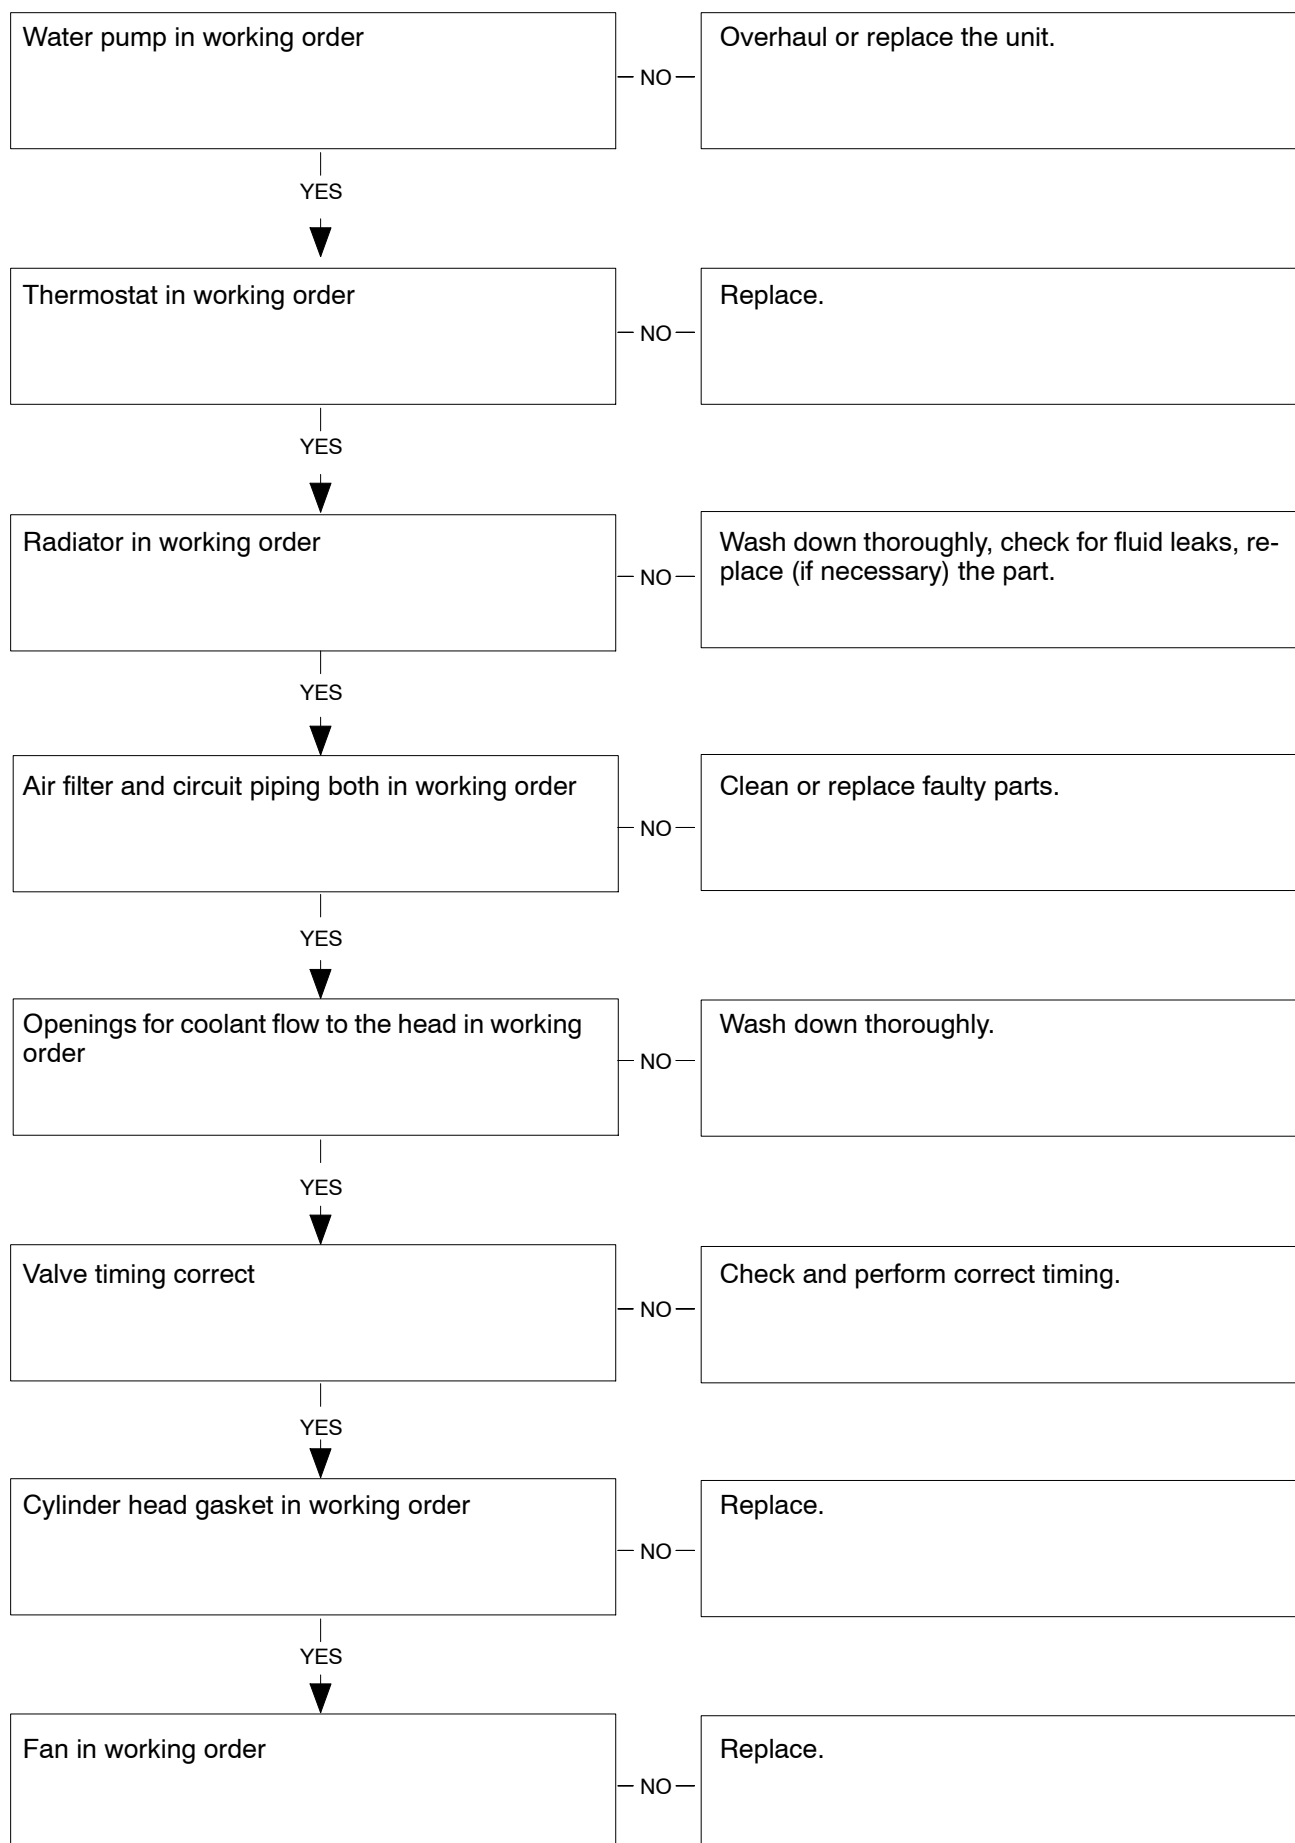 Water pump in working order
NO
Overhaul or replace the unit.
YES
Thermostat in working order
NO
Replace.
YES
Radiator in working order
NO
Wash down thoroughly, check for fluid leaks, re-
place (if necessary) the part.
YES
Air filter and circuit piping both in working order
NO
Clean or replace faulty parts.
YES
Openings for coolant flow to the head in working
order
NO
Wash down thoroughly.
YES
Valve timing correct
NO
Check and perform correct timing.
YES
Cylinder head gasket in working order
NO
Replace.
YES
Fan in working order
NO
Replace.